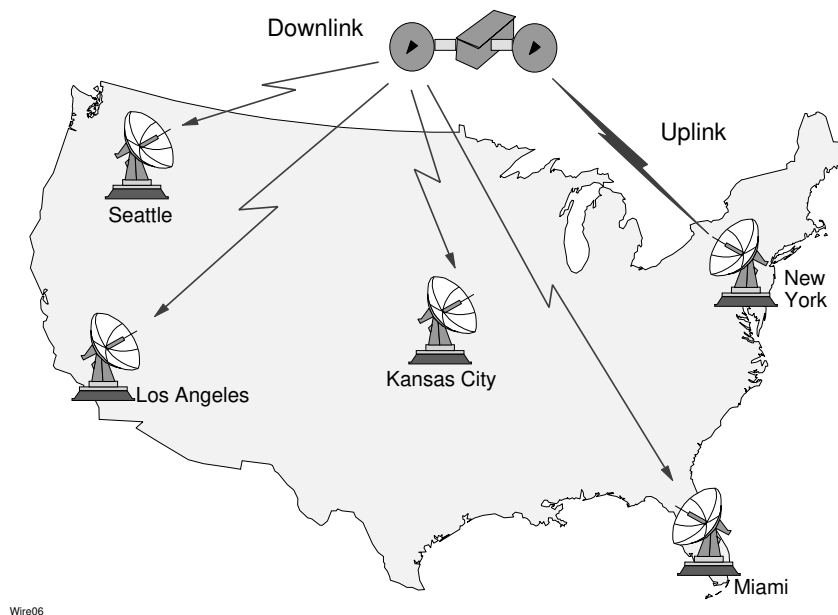 Downlink
Uplink
Seattle
New
York
Kansas City
Los Angeles
Miami
Wire06